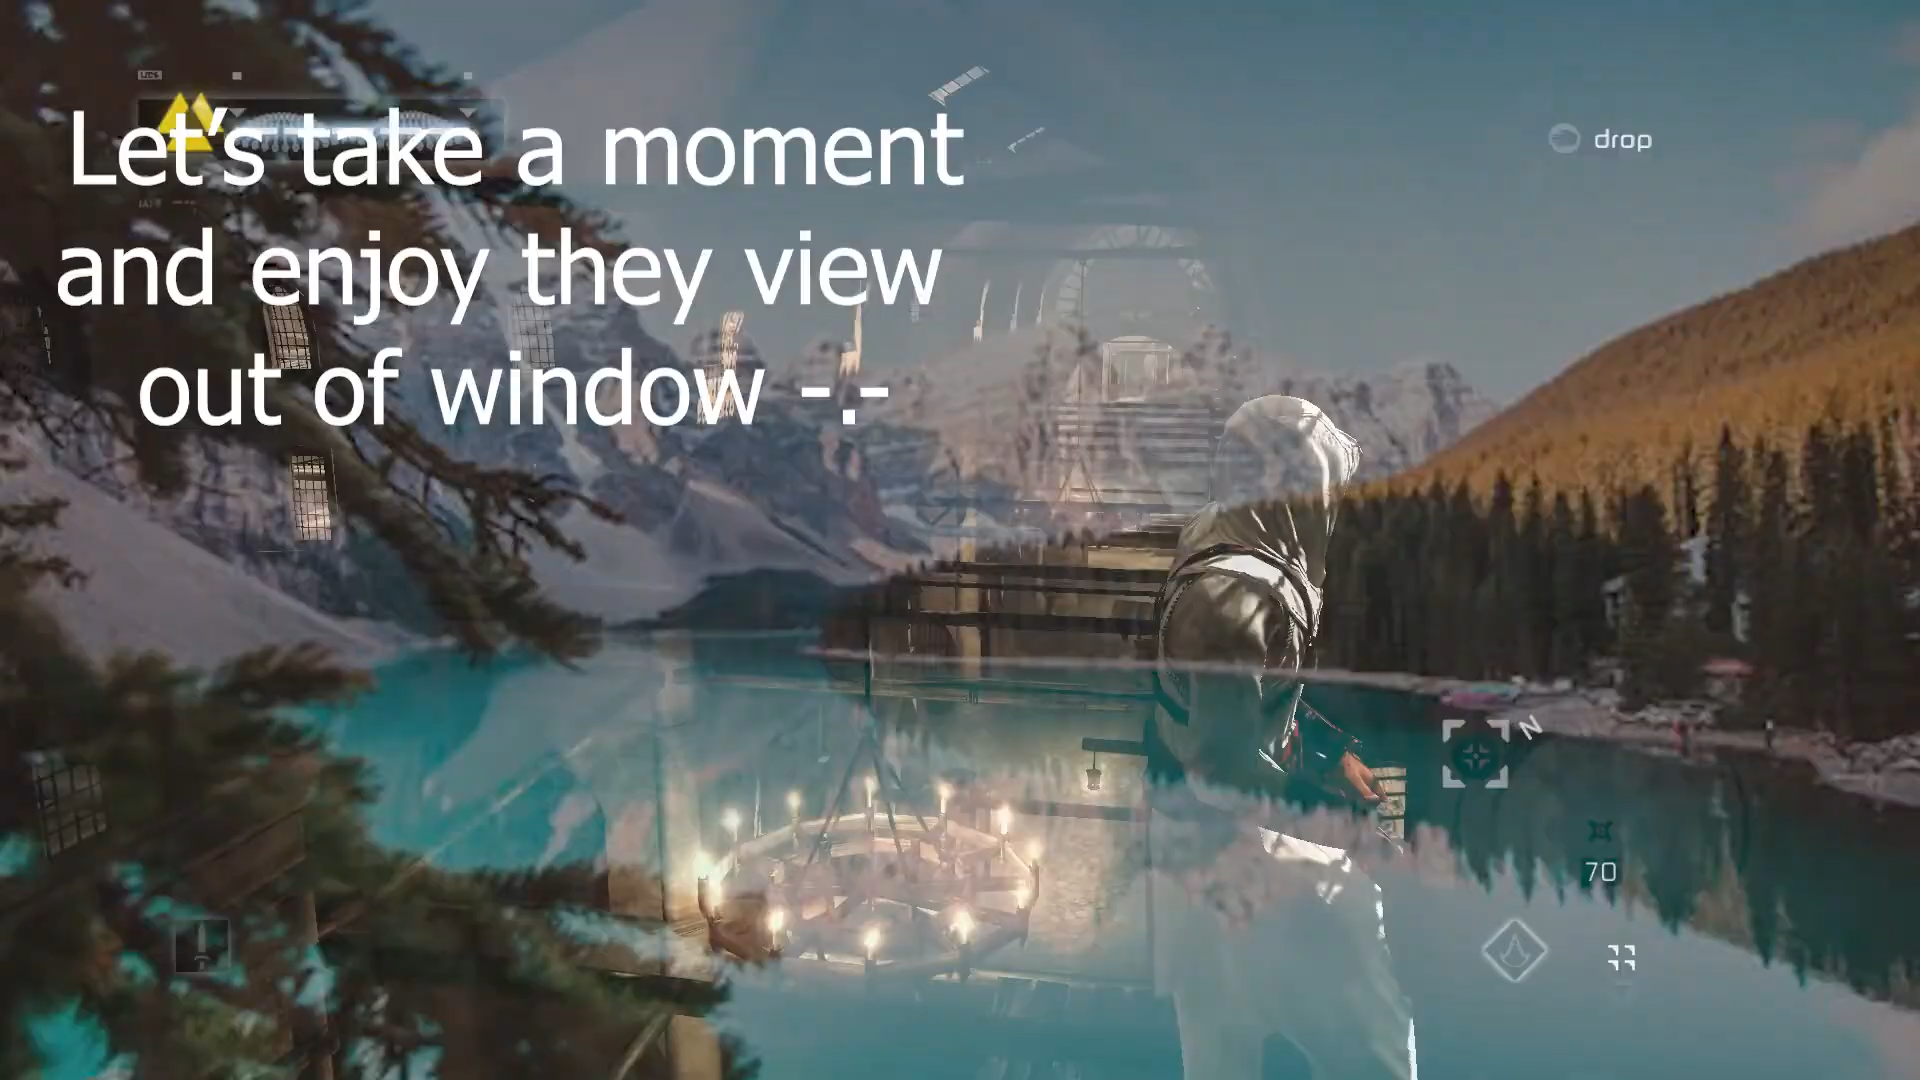 Let's take a moment
and enjoy they view
out of window -.-
drop
N
70